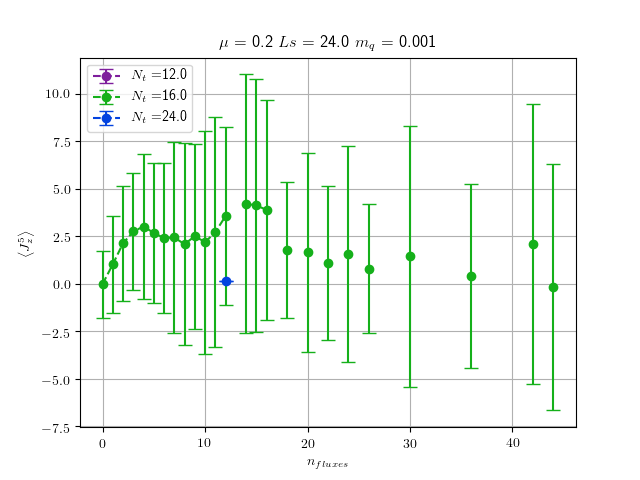 μ = 0.2 Ls = 24.0 m_q = 0.001
N_t =12.0
N_t =16.0
N_t =24.0
10.0
7.5
5.0
2.5
0.0
−2.5
−5.0
−7.5
⟨J_z^5⟩
0 10 20 30 40
n_{fluxes}